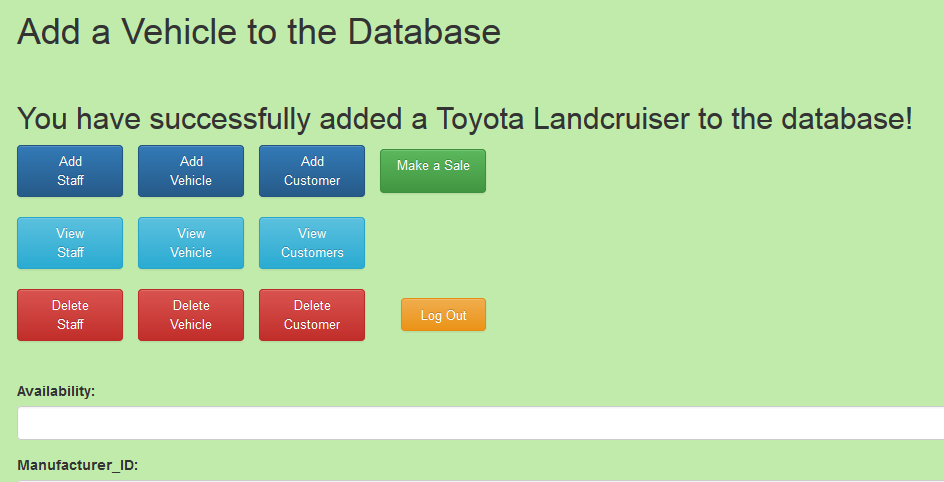 Add a Vehicle to the Database
You have successfully added a Toyota Landcruiser to the database!
Add
Staff
Add
Vehicle
Add
Customer
Make a Sale
View
Staff
View
Vehicle
View
Customers
Delete
Staff
Delete
Vehicle
Delete
Customer
Log Out
Availability:
Manufacturer_ID: